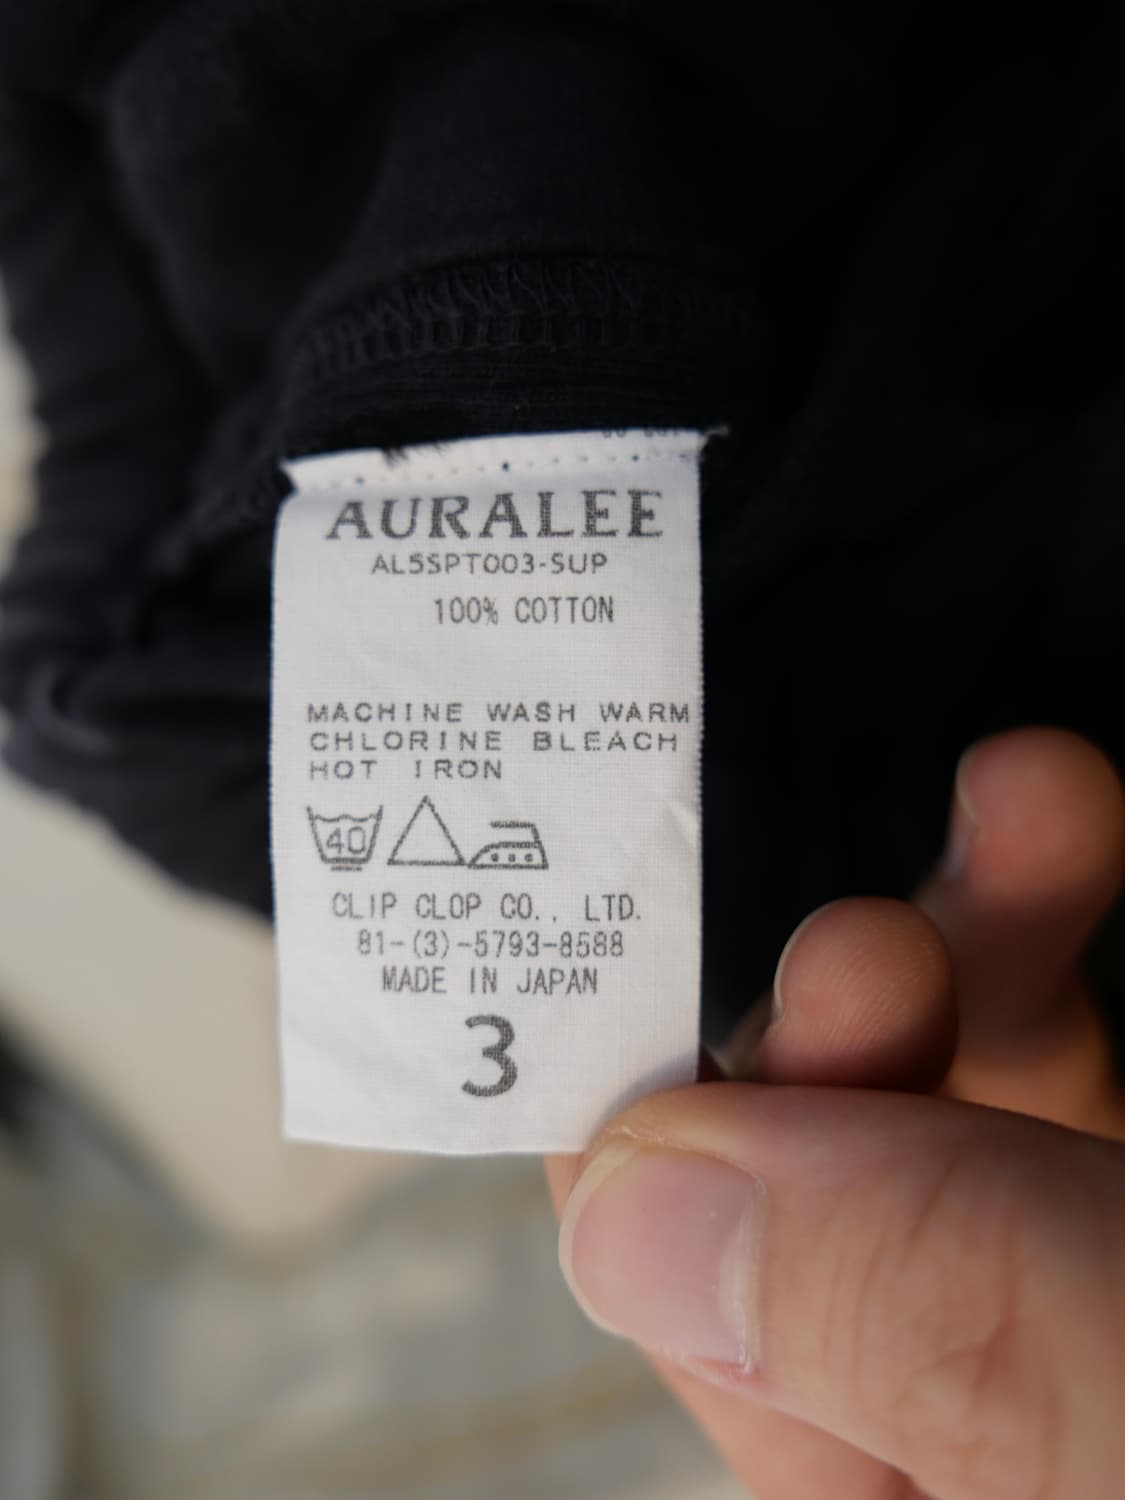 AURALEE
AL5SPT003-SUP
100% COTTON
MACHINE WASH WARM
CHLORINE BLEACH
HOT IRON
40
CLIP CLOP CO., LTD.
81-(3)-5793-8588
MADE IN JAPAN
3